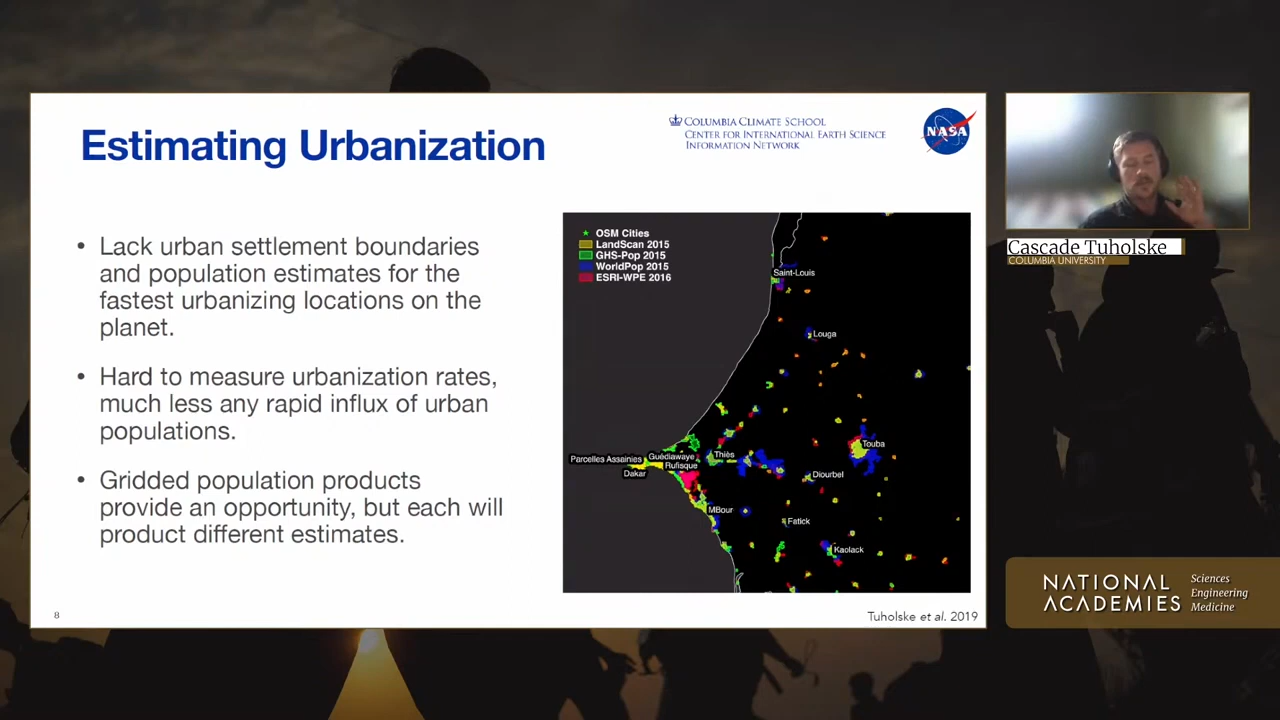 Estimating Urbanization
COLUMBIA CLIMATE SCHOOL
CENTER FOR INTERNATIONAL EARTH SCIENCE
INFORMATION NETWORK
NASA
• Lack urban settlement boundaries
and population estimates for the
fastest urbanizing locations on the
planet.
• Hard to measure urbanization rates,
much less any rapid influx of urban
populations.
• Gridded population products
provide an opportunity, but each will
product different estimates.
OSM Cities
LandScan 2015
GHS-Pop 2015
WorldPop 2015
ESRI-WPE 2016
Saint-Louis
Louga
Touba
Thiès
Guédiawaye
Parcelles Assainies
Rufisque
Dakar
Diourbel
MBour
Fatick
Kaolack
8
Tuholske et al. 2019
Cascade Tuholske
COLUMBIA UNIVERSITY
NATIONAL
ACADEMIES
Sciences
Engineering
Medicine